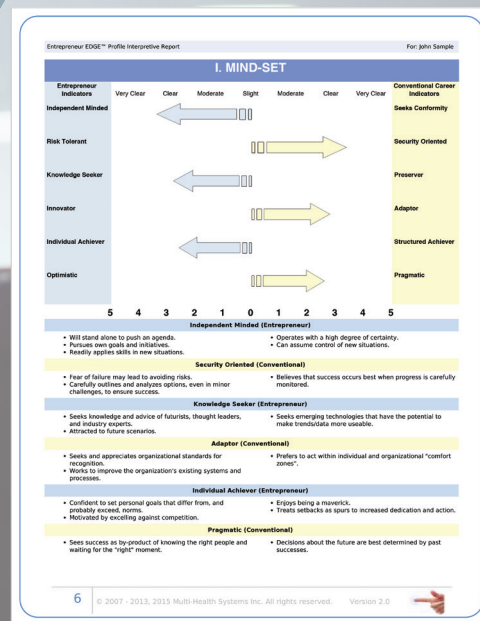 Entrepreneur EDGE™ Profile Interpretive Report For: John Sample
I. MIND-SET
Entrepreneur Indicators Very Clear Clear Moderate Slight Moderate Clear Very Clear Conventional Career Indicators
Independent Minded Seeks Conformity
Risk Tolerant Security Oriented
Knowledge Seeker Preserver
Innovator Adaptor
Individual Achiever Structured Achiever
Optimistic Pragmatic
5 4 3 2 1 0 1 2 3 4 5
Independent Minded (Entrepreneur)
• Will stand alone to push an agenda.
• Pursues own goals and initiatives.
• Readily applies skills in new situations.
• Operates with a high degree of certainty.
• Can assume control of new situations.
Security Oriented (Conventional)
• Fear of failure may lead to avoiding risks.
• Carefully outlines and analyzes options, even in minor
challenges, to ensure success.
• Believes that success occurs best when progress is carefully
monitored.
Knowledge Seeker (Entrepreneur)
• Seeks knowledge and advice of futurists, thought leaders,
and industry experts.
• Attracted to future scenarios.
• Seeks emerging technologies that have the potential to
make trends/data more useable.
Adaptor (Conventional)
• Seeks and appreciates organizational standards for
recognition.
• Works to improve the organization's existing systems and
processes.
• Prefers to act within individual and organizational "comfort
zones".
Individual Achiever (Entrepreneur)
• Confident to set personal goals that differ from, and
probably exceed, norms.
• Motivated by excelling against competition.
• Enjoys being a maverick.
• Treats setbacks as spurs to increased dedication and action.
Pragmatic (Conventional)
• Sees success as by-product of knowing the right people and
waiting for the "right" moment.
• Decisions about the future are best determined by past
successes.
6 © 2007 - 2013, 2015 Multi-Health Systems Inc. All rights reserved. Version 2.0